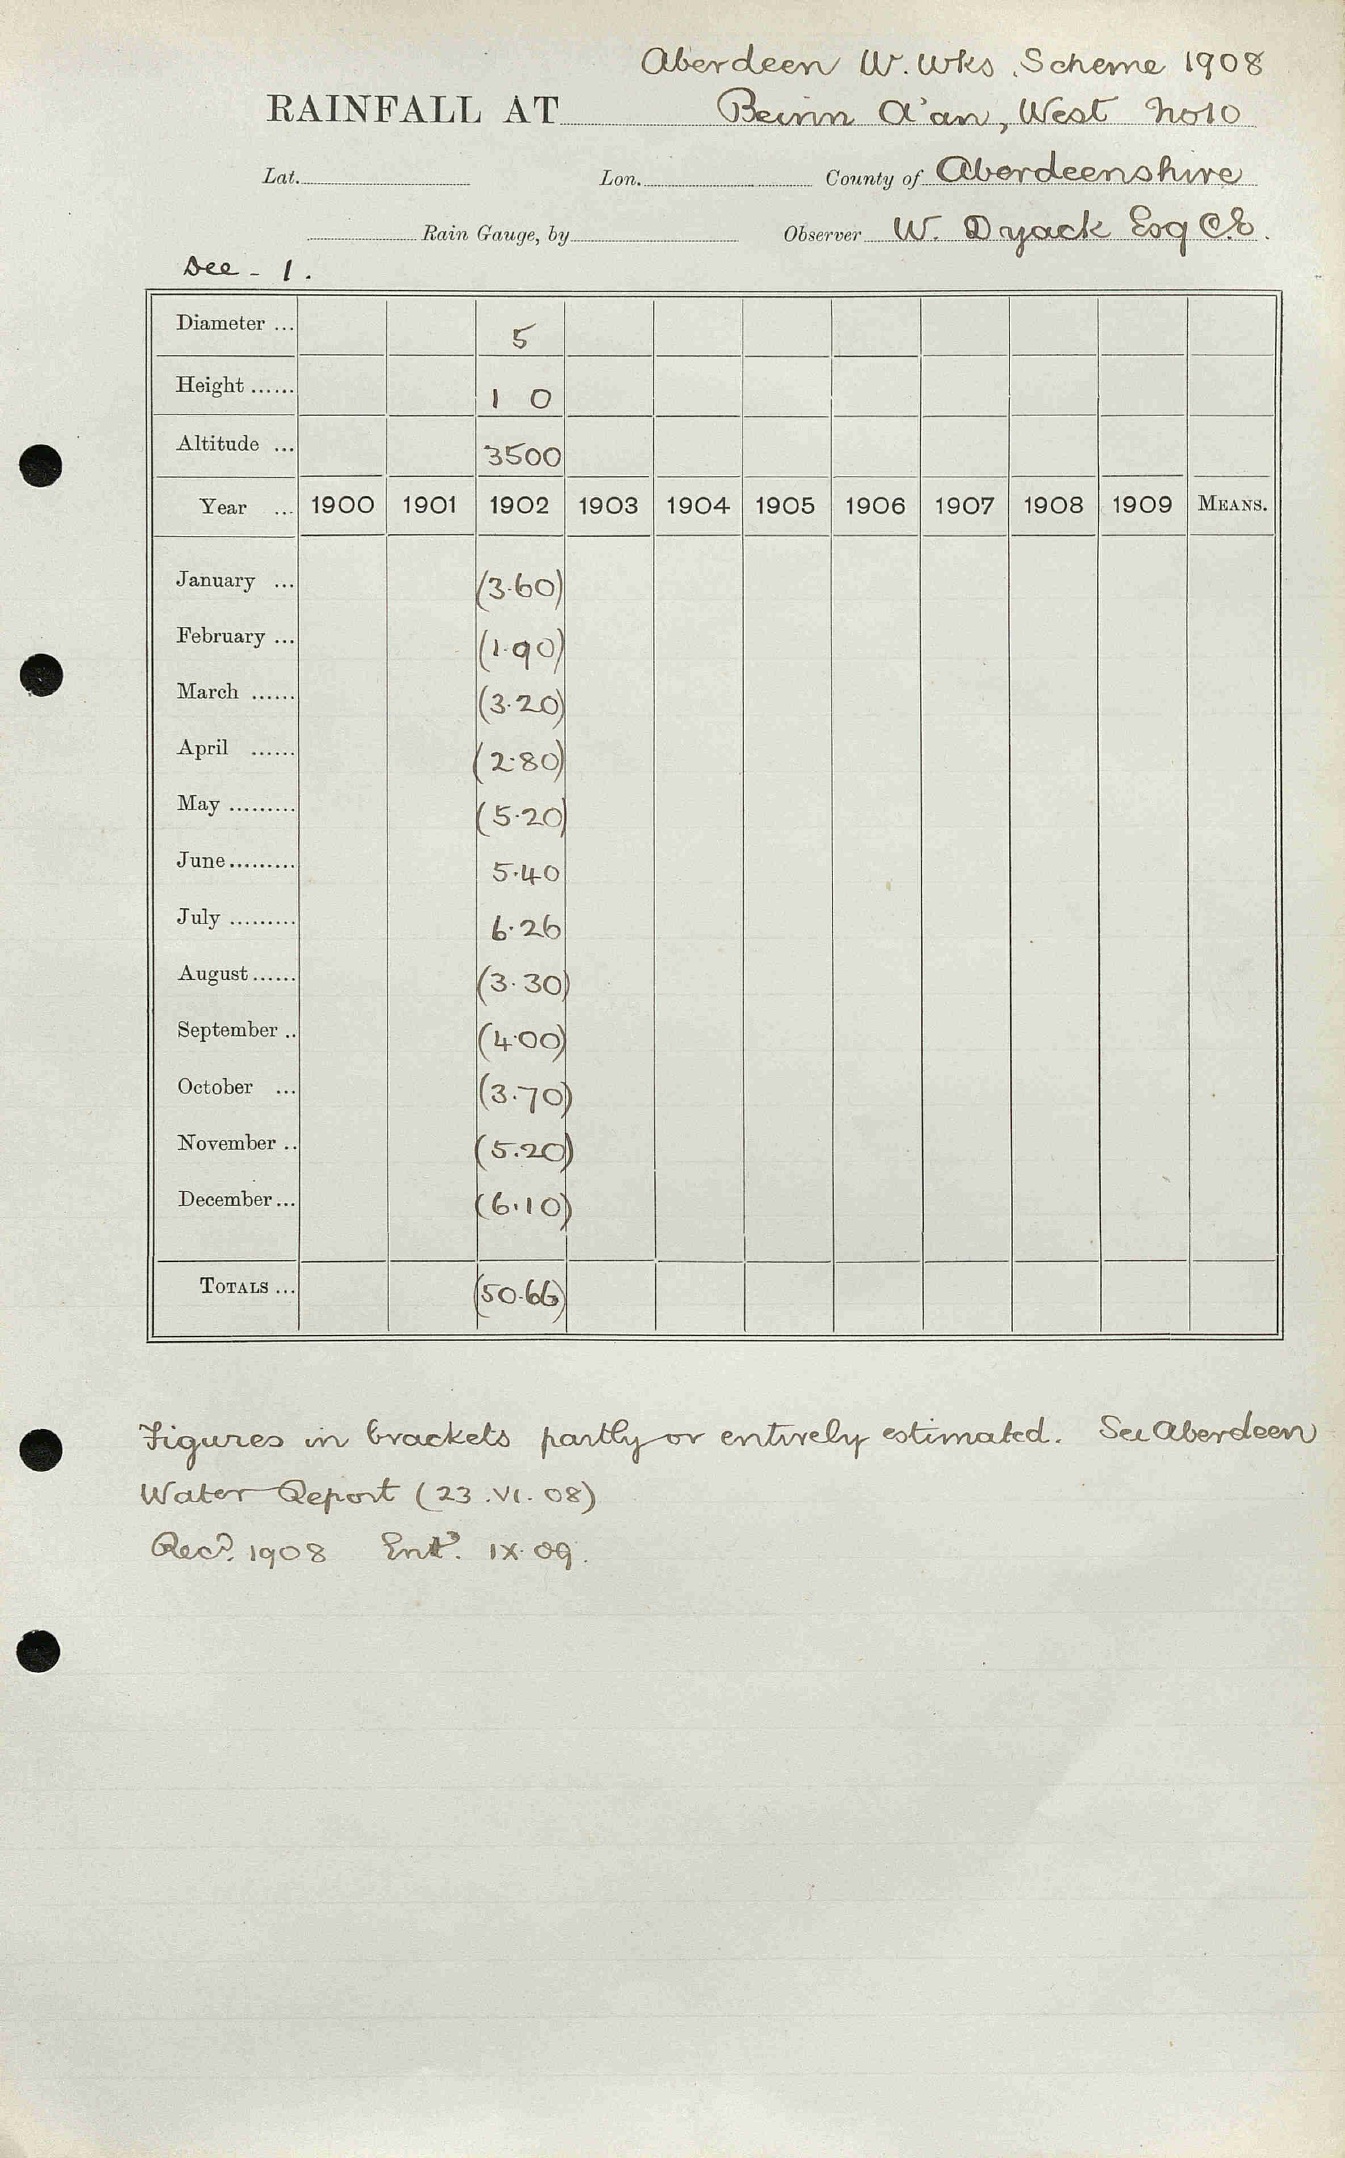 Aberdeen W. Wks Scheme 1908
RAINFALL AT Beinn A'an, West No 10
Lat. Lon. County of Aberdeenshire
Rain Gauge, by Observer W. Dyack Esq C.E.
Dee - 1.
Diameter ... 5
Height ...... 1 0
Altitude ... 3500
Year ... 1900 1901 1902 1903 1904 1905 1906 1907 1908 1909 MEANS.
January ... (3.60)
February ... (1.90)
March ...... (3.20)
April ...... (2.80)
May ......... (5.20)
June ......... 5.40
July ......... 6.26
August ...... (3.30)
September .. (4.00)
October ... (3.70)
November .. (5.20)
December ... (6.10)
TOTALS ... (50.66)
Figures in brackets partly or entirely estimated. See Aberdeen
Water Report (23.VI.08)
Recd. 1908 Entd. IX.09.